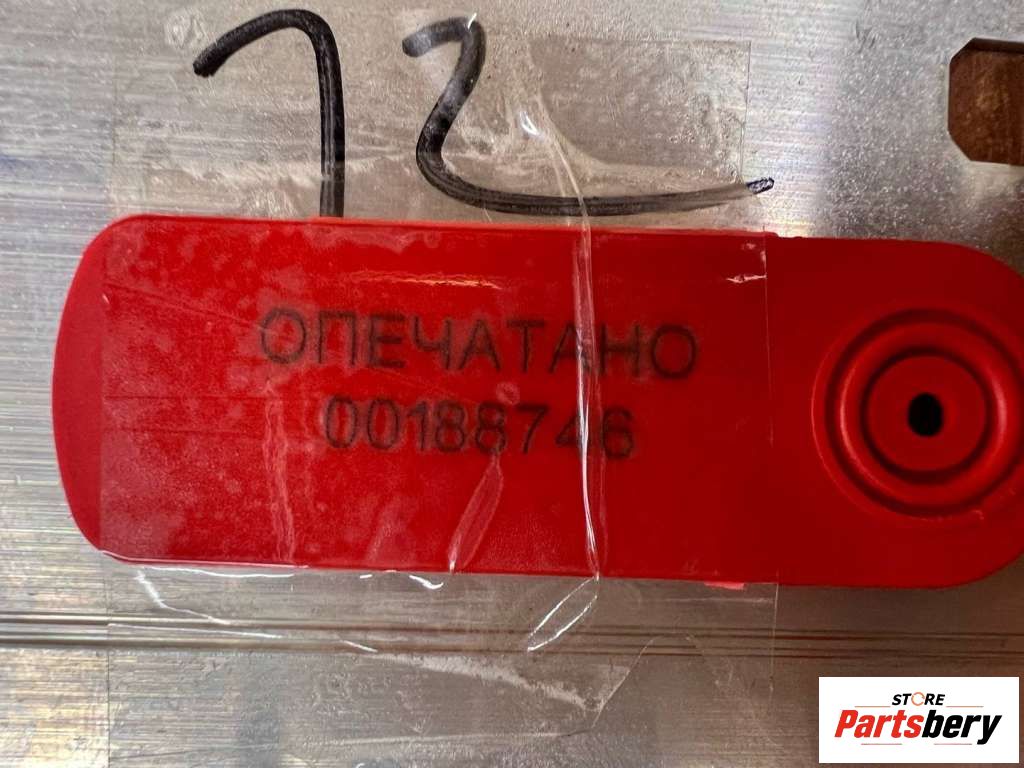 72
ОПЕЧАТАНО
00188746
STORE
Partsbery